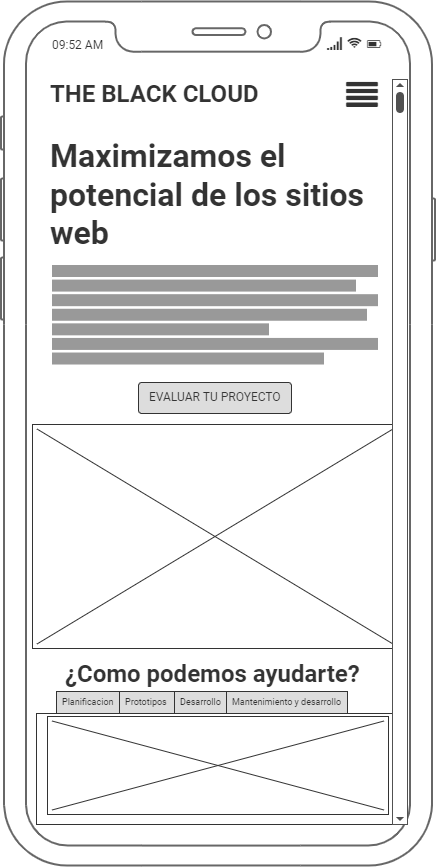 09:52 AM
THE BLACK CLOUD
Maximizamos el
potencial de los sitios
web
EVALUAR TU PROYECTO
¿Como podemos ayudarte?
Planificacion Prototipos Desarrollo Mantenimiento y desarrollo